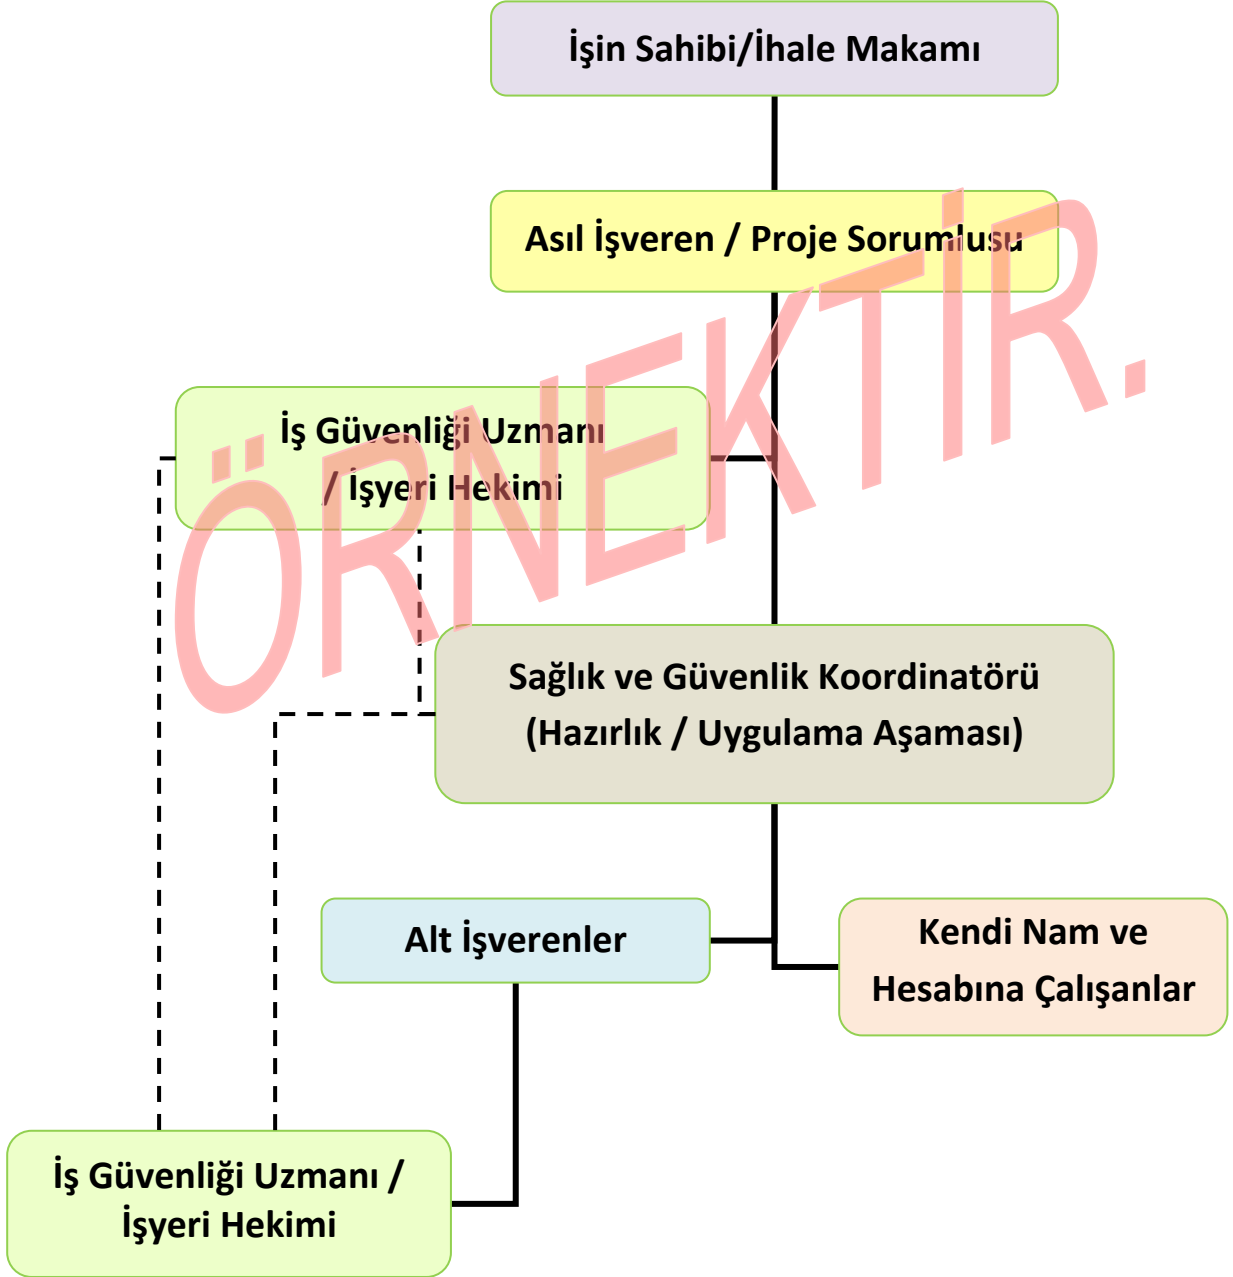 İşin Sahibi/İhale Makamı
Asıl İşveren / Proje Sorumlusu
İş Güvenliği Uzmanı
/ İşyeri Hekimi
ÖRNEKTİR.
Sağlık ve Güvenlik Koordinatörü
(Hazırlık / Uygulama Aşaması)
Alt İşverenler
Kendi Nam ve
Hesabına Çalışanlar
İş Güvenliği Uzmanı /
İşyeri Hekimi